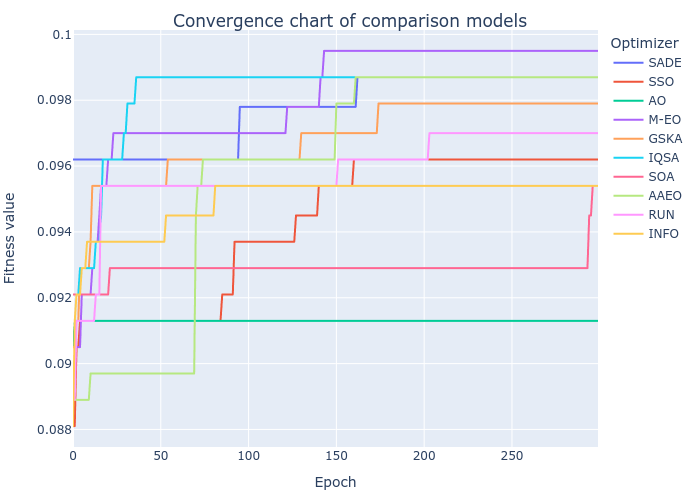 Convergence chart of comparison models
0.1
0.098
0.096
0.094
0.092
0.09
0.088
Fitness value
0
50
100
150
200
250
Epoch
Optimizer
SADE
SSO
AO
M-EO
GSKA
IQSA
SOA
AAEO
RUN
INFO